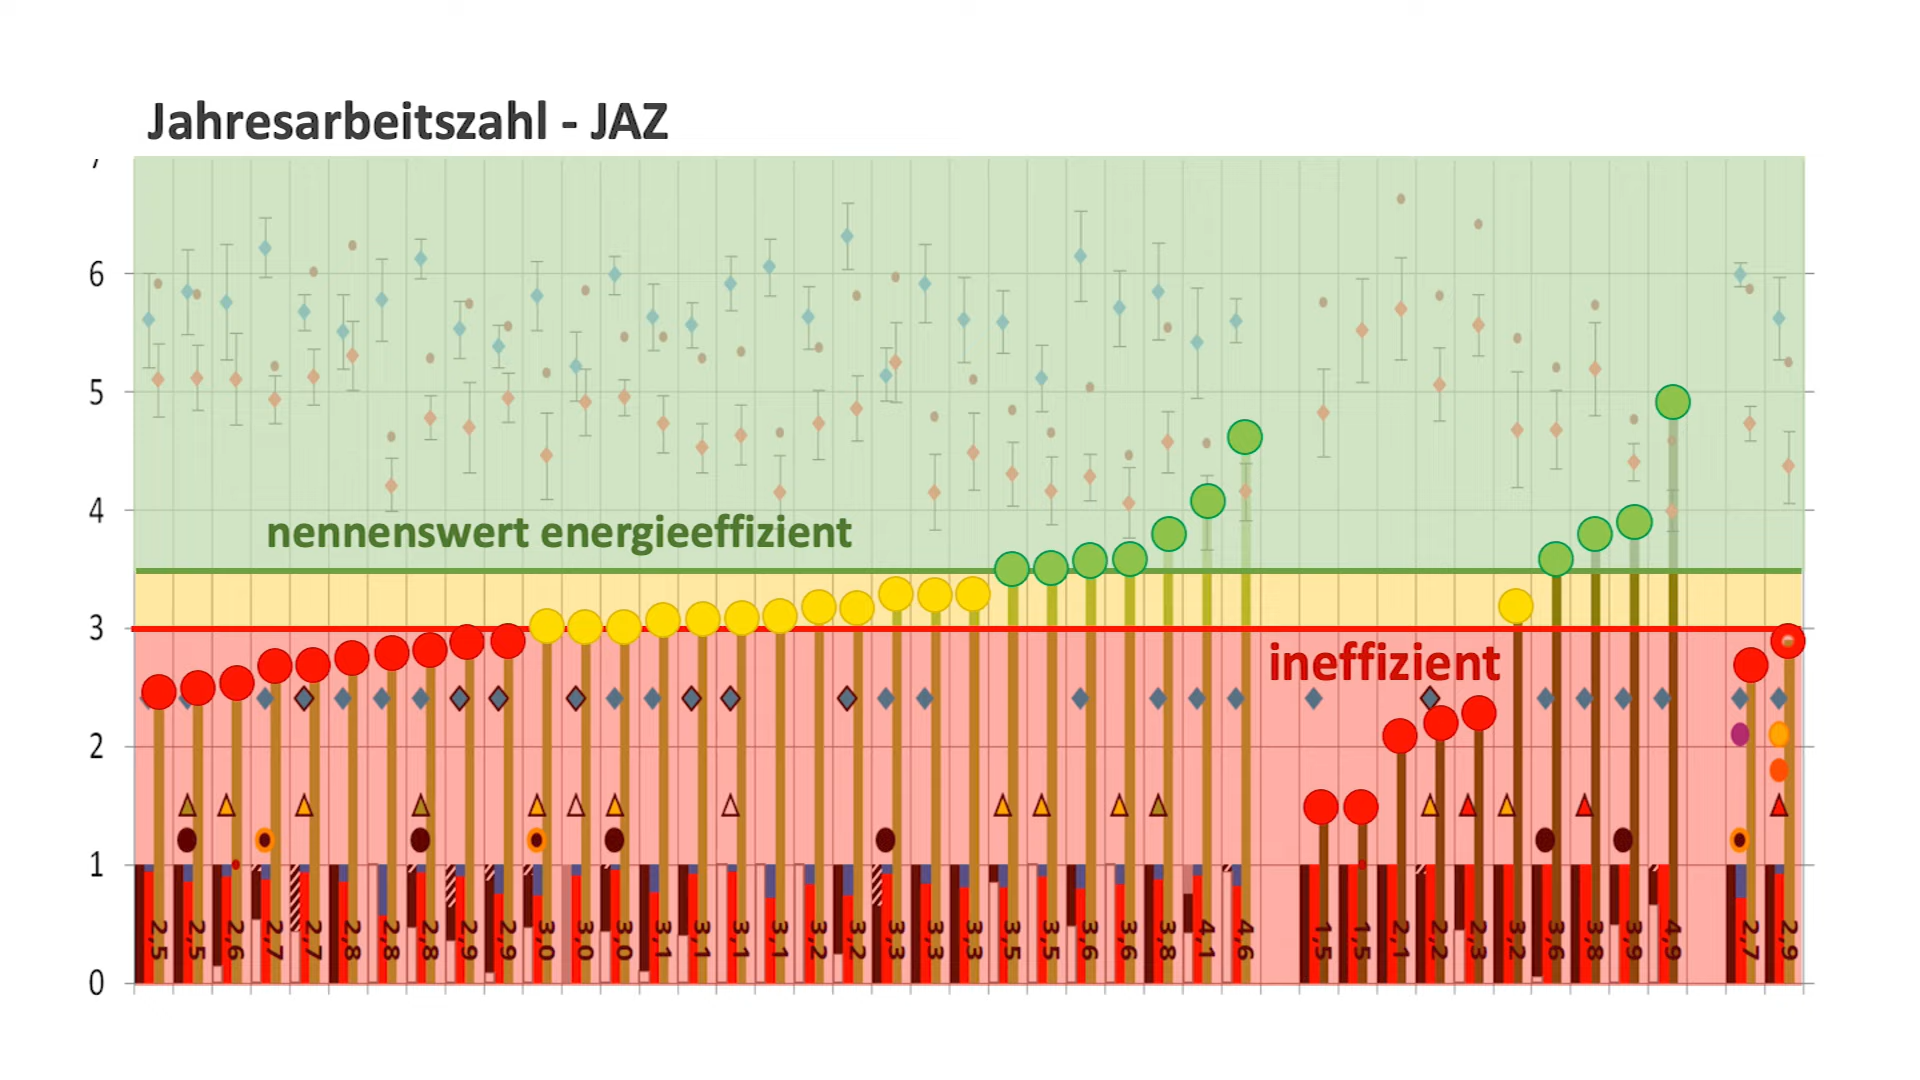 Jahresarbeitszahl - JAZ
7
6
5
4
nennenswert energieeffizient
3
ineffizient
2
1
2,5 2,5 2,6 2,7 2,7 2,8 2,8 2,8 2,9 2,9 3,0 3,0 3,0 3,1 3,1 3,1 3,1 3,2 3,2 3,3 3,3 3,3 3,5 3,5 3,6 3,6 3,8 4,1 4,6 1,5 1,5 2,1 2,2 2,3 3,2 3,6 3,8 3,9 4,9 2,7 2,9
0